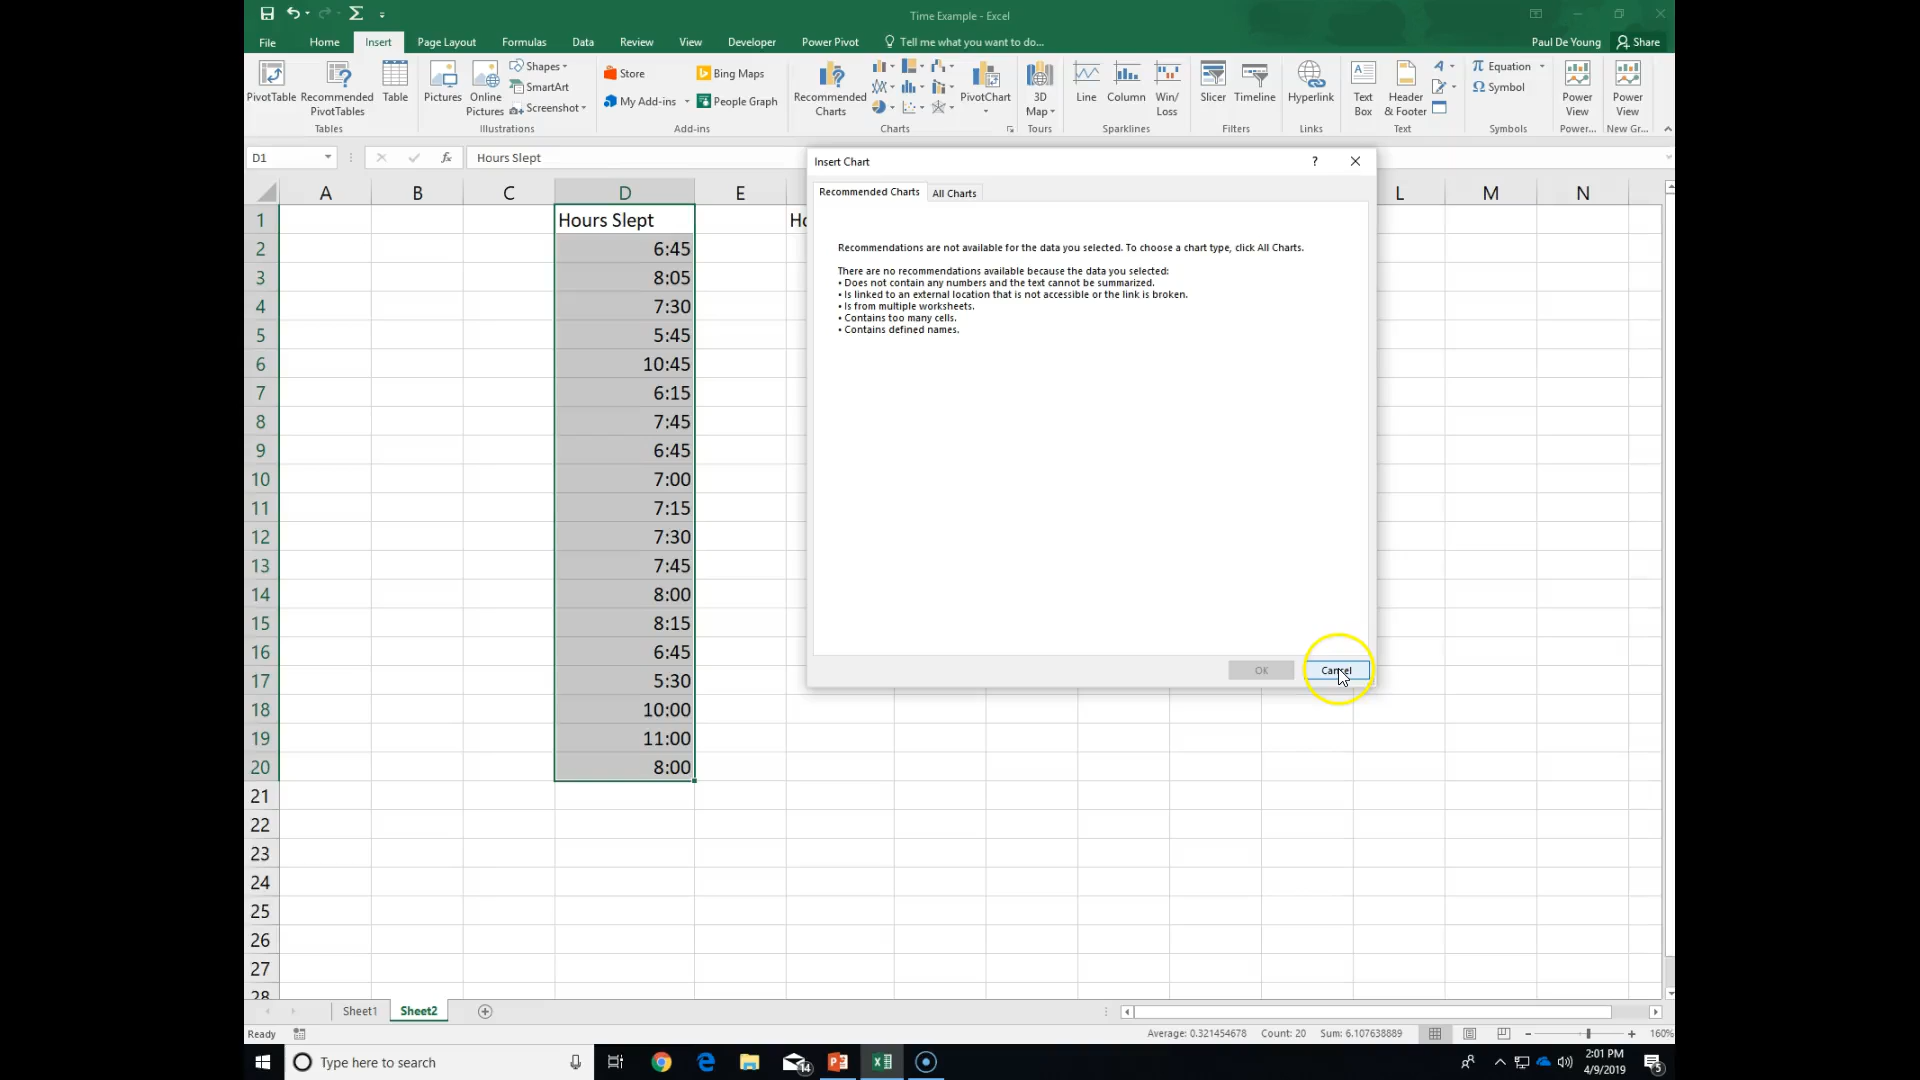 Time Example - Excel
File Home Insert Page Layout Formulas Data Review View Developer Power Pivot Tell me what you want to do... Paul De Young Share
PivotTable
Recommended PivotTables
Table
Tables
Pictures
Online Pictures
Shapes
SmartArt
Screenshot
Illustrations
Store
My Add-ins
Bing Maps
People Graph
Add-ins
Recommended Charts
PivotChart
Charts
3D Map
Tours
Line
Column
Win/ Loss
Sparklines
Slicer
Timeline
Filters
Hyperlink
Links
Text Box
Header & Footer
Text
π Equation
Ω Symbol
Symbols
Power View
Power...
Power View
New Gr...
D1 fx Hours Slept
A B C D E L M N
Insert Chart ?
Recommended Charts All Charts
Recommendations are not available for the data you selected. To choose a chart type, click All Charts.
There are no recommendations available because the data you selected:
• Does not contain any numbers and the text cannot be summarized.
• Is linked to an external location that is not accessible or the link is broken.
• Is from multiple worksheets.
• Contains too many cells.
• Contains defined names.
OK Cancel
1 Hours Slept
2 6:45
3 8:05
4 7:30
5 5:45
6 10:45
7 6:15
8 7:45
9 6:45
10 7:00
11 7:15
12 7:30
13 7:45
14 8:00
15 8:15
16 6:45
17 5:30
18 10:00
19 11:00
20 8:00
21
22
23
24
25
26
27
28
Sheet1 Sheet2
Ready Average: 0.321454678 Count: 20 Sum: 6.107638889 160%
Type here to search
14
2:01 PM
4/9/2019
5